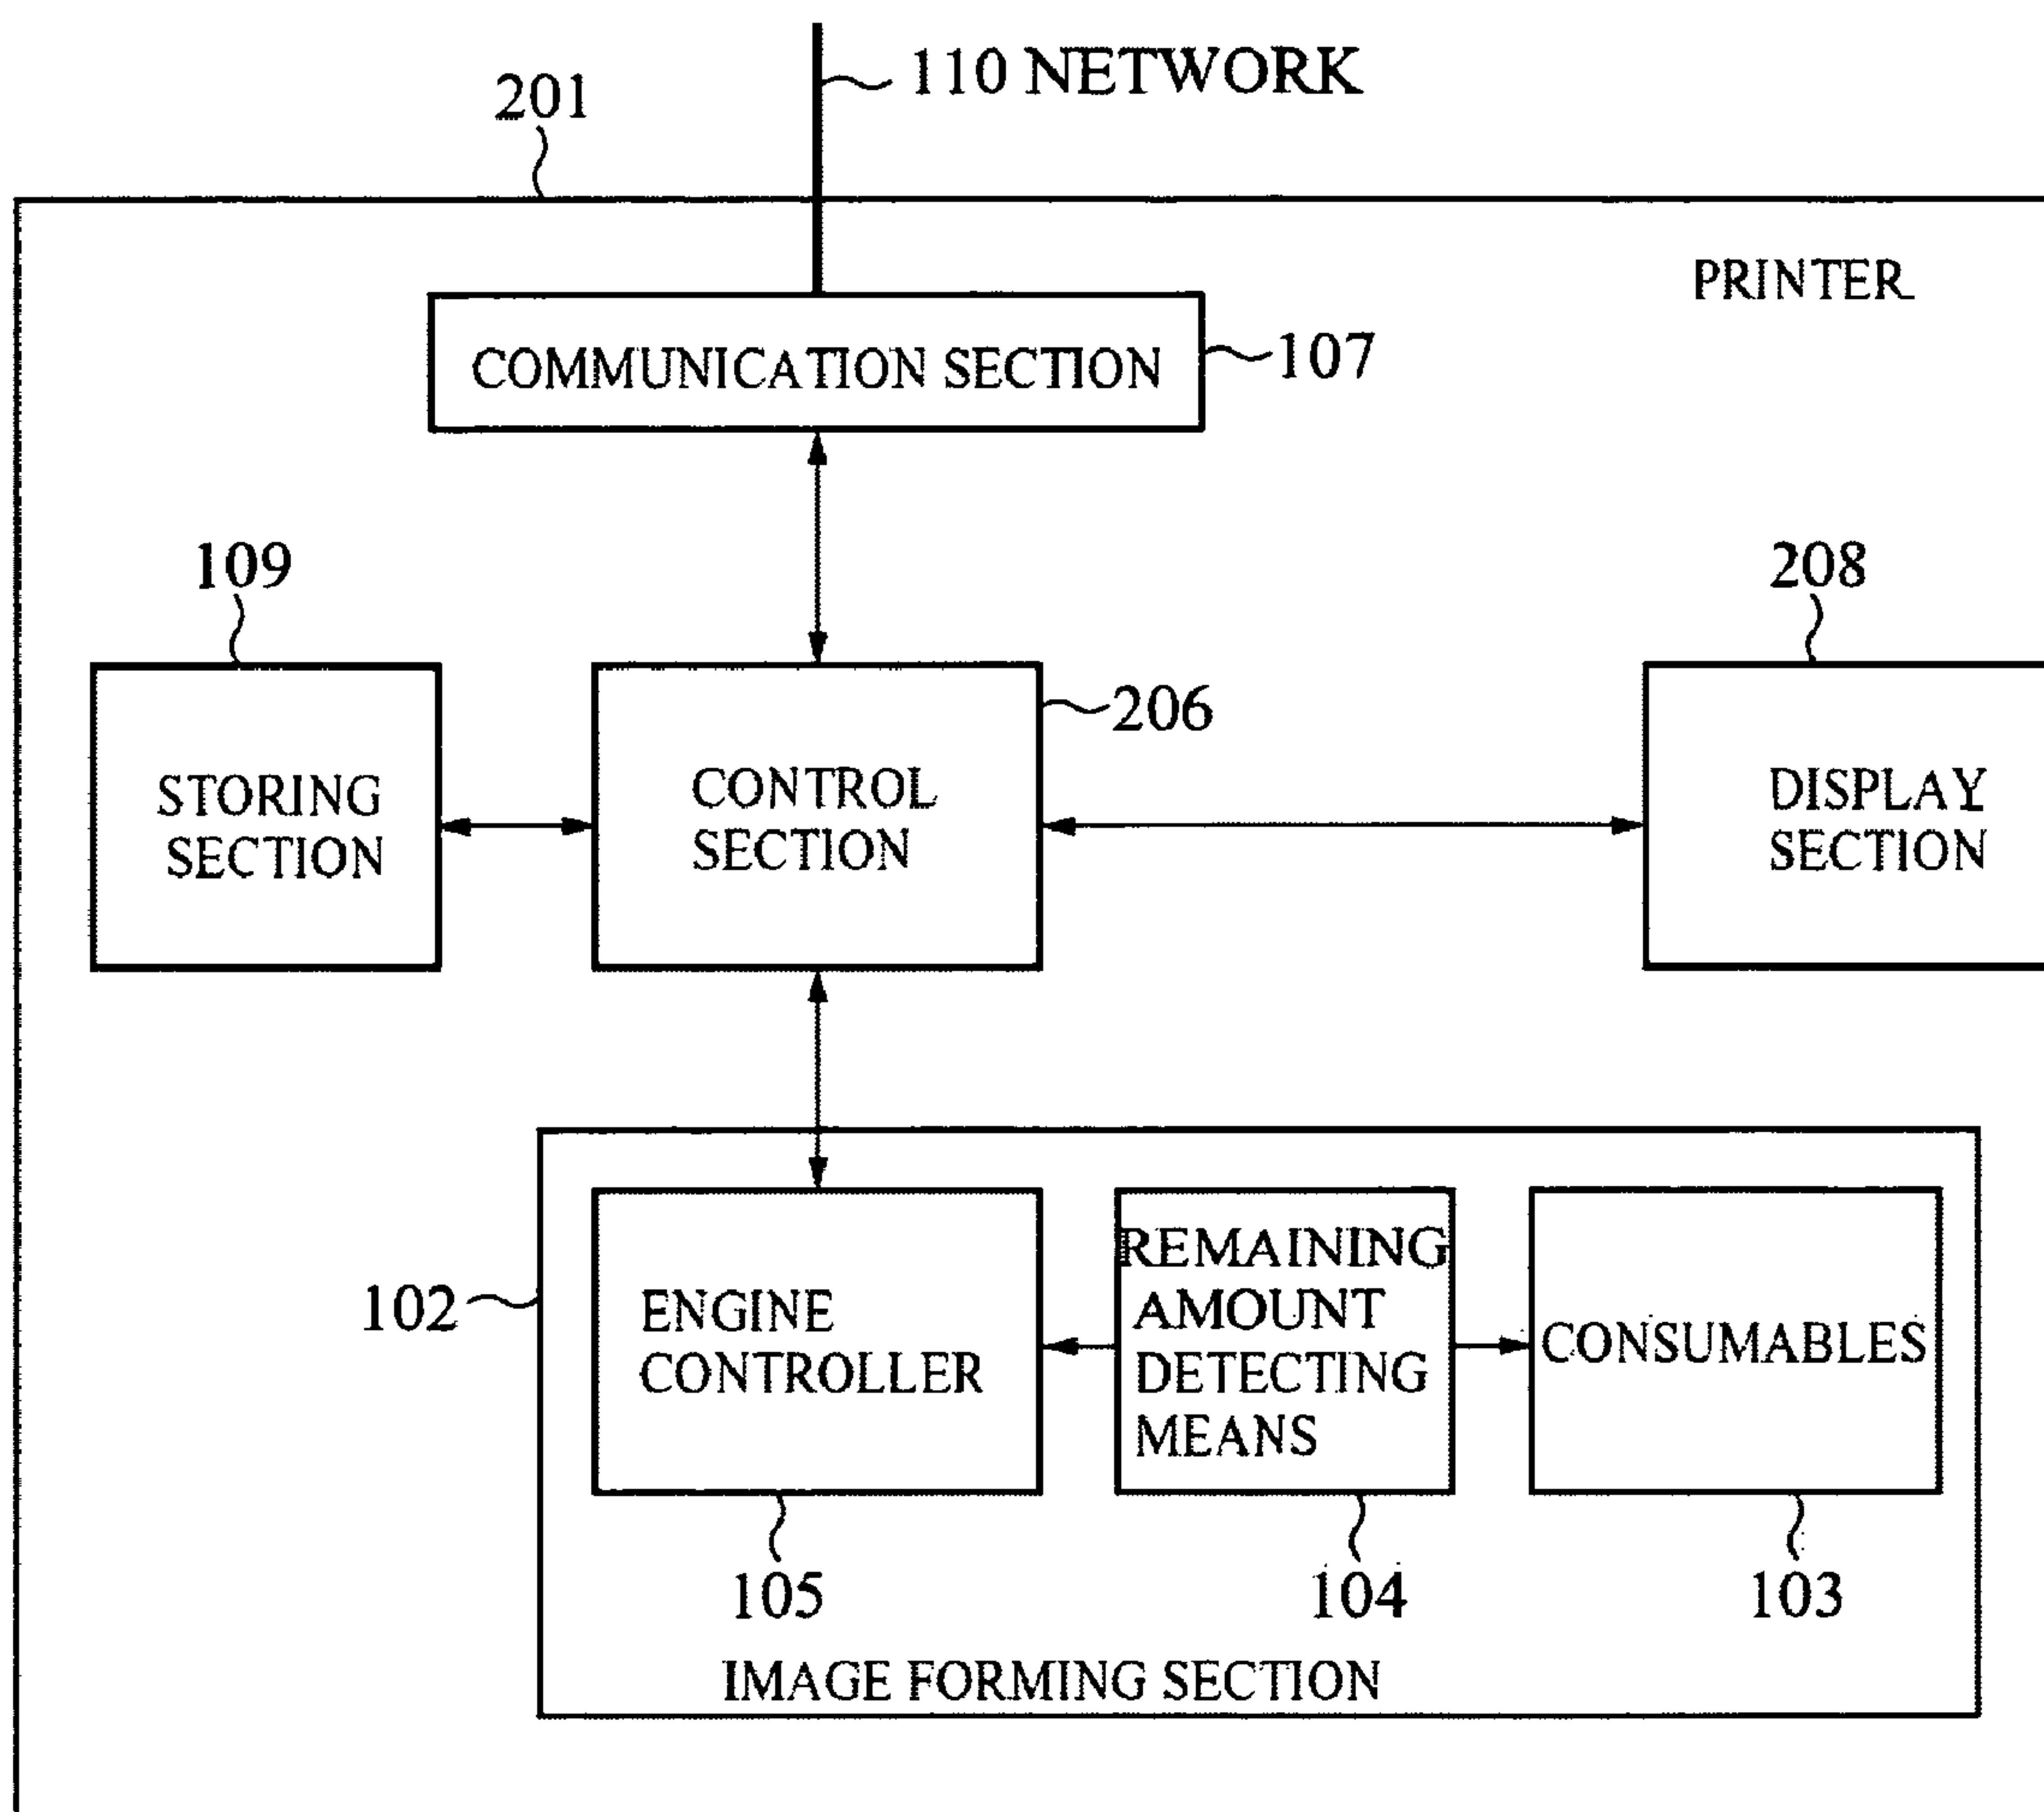 110 NETWORK
201
PRINTER
COMMUNICATION SECTION
107
109
208
206
STORING
SECTION
CONTROL
SECTION
DISPLAY
SECTION
102
ENGINE
CONTROLLER
REMAINING
AMOUNT
DETECTING
MEANS
CONSUMABLES
105
104
103
IMAGE FORMING SECTION